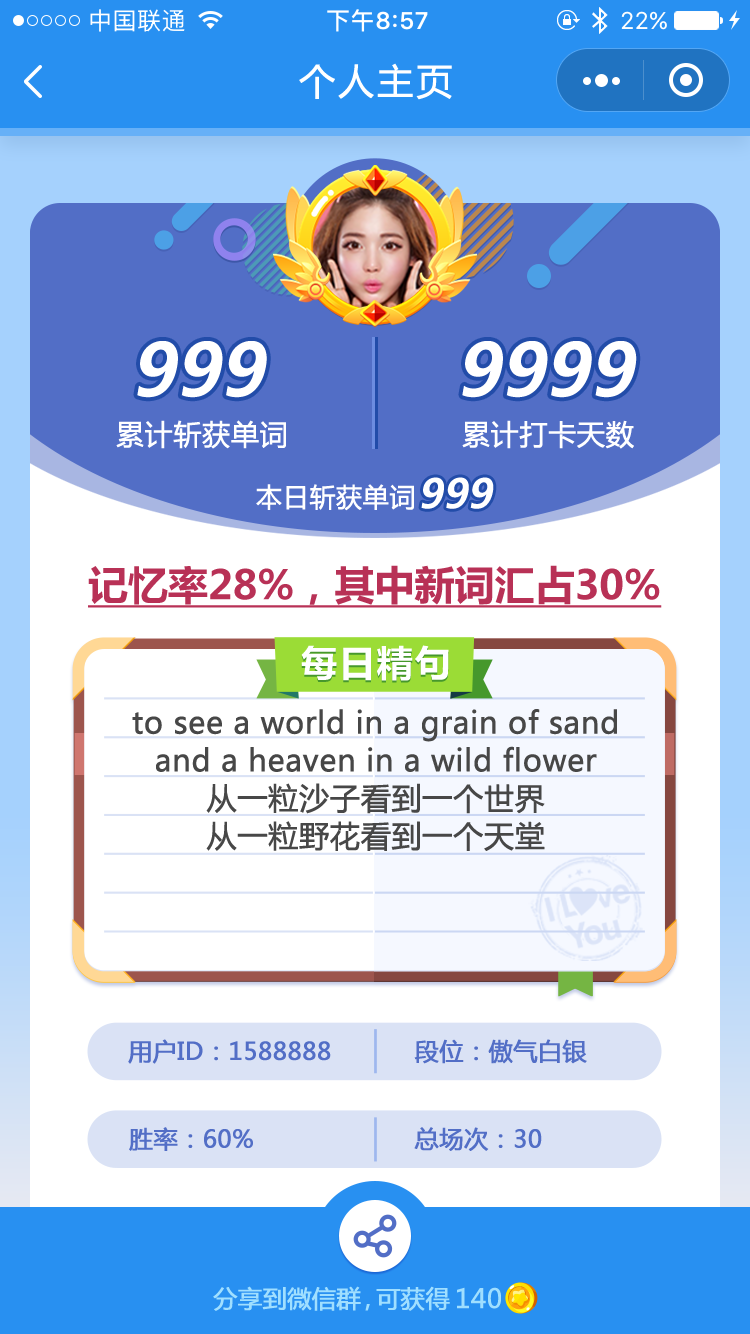 中国联通 下午8:57 22%
个人主页
999 9999
累计斩获单词 累计打卡天数
本日斩获单词 999
记忆率28%，其中新词汇占30%
每日精句
to see a world in a grain of sand
and a heaven in a wild flower
从一粒沙子看到一个世界
从一粒野花看到一个天堂
I Love
You
用户ID：1588888 段位：傲气白银
胜率：60% 总场次：30
分享到微信群,可获得 140